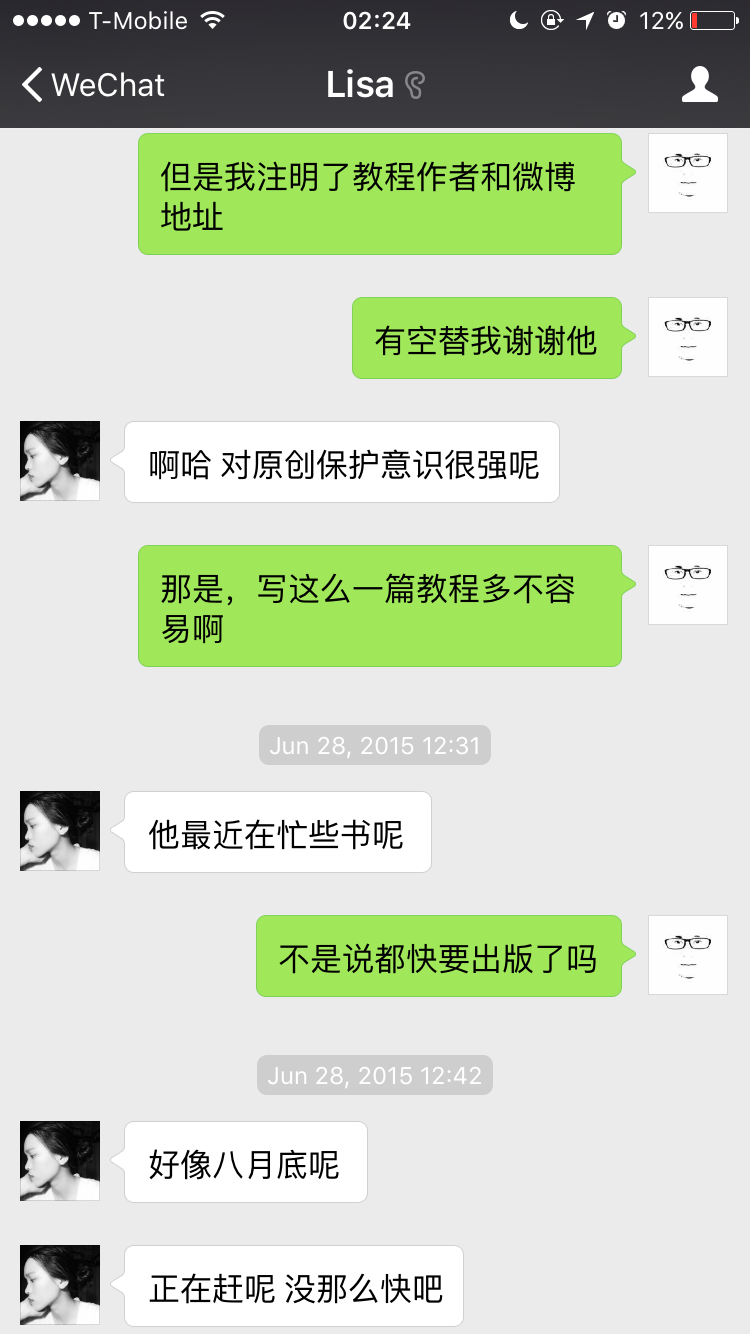 T-Mobile 02:24 12%
WeChat Lisa
但是我注明了教程作者和微博
地址
有空替我谢谢他
啊哈 对原创保护意识很强呢
那是，写这么一篇教程多不容
易啊
Jun 28, 2015 12:31
他最近在忙些书呢
不是说都快要出版了吗
Jun 28, 2015 12:42
好像八月底呢
正在赶呢 没那么快吧